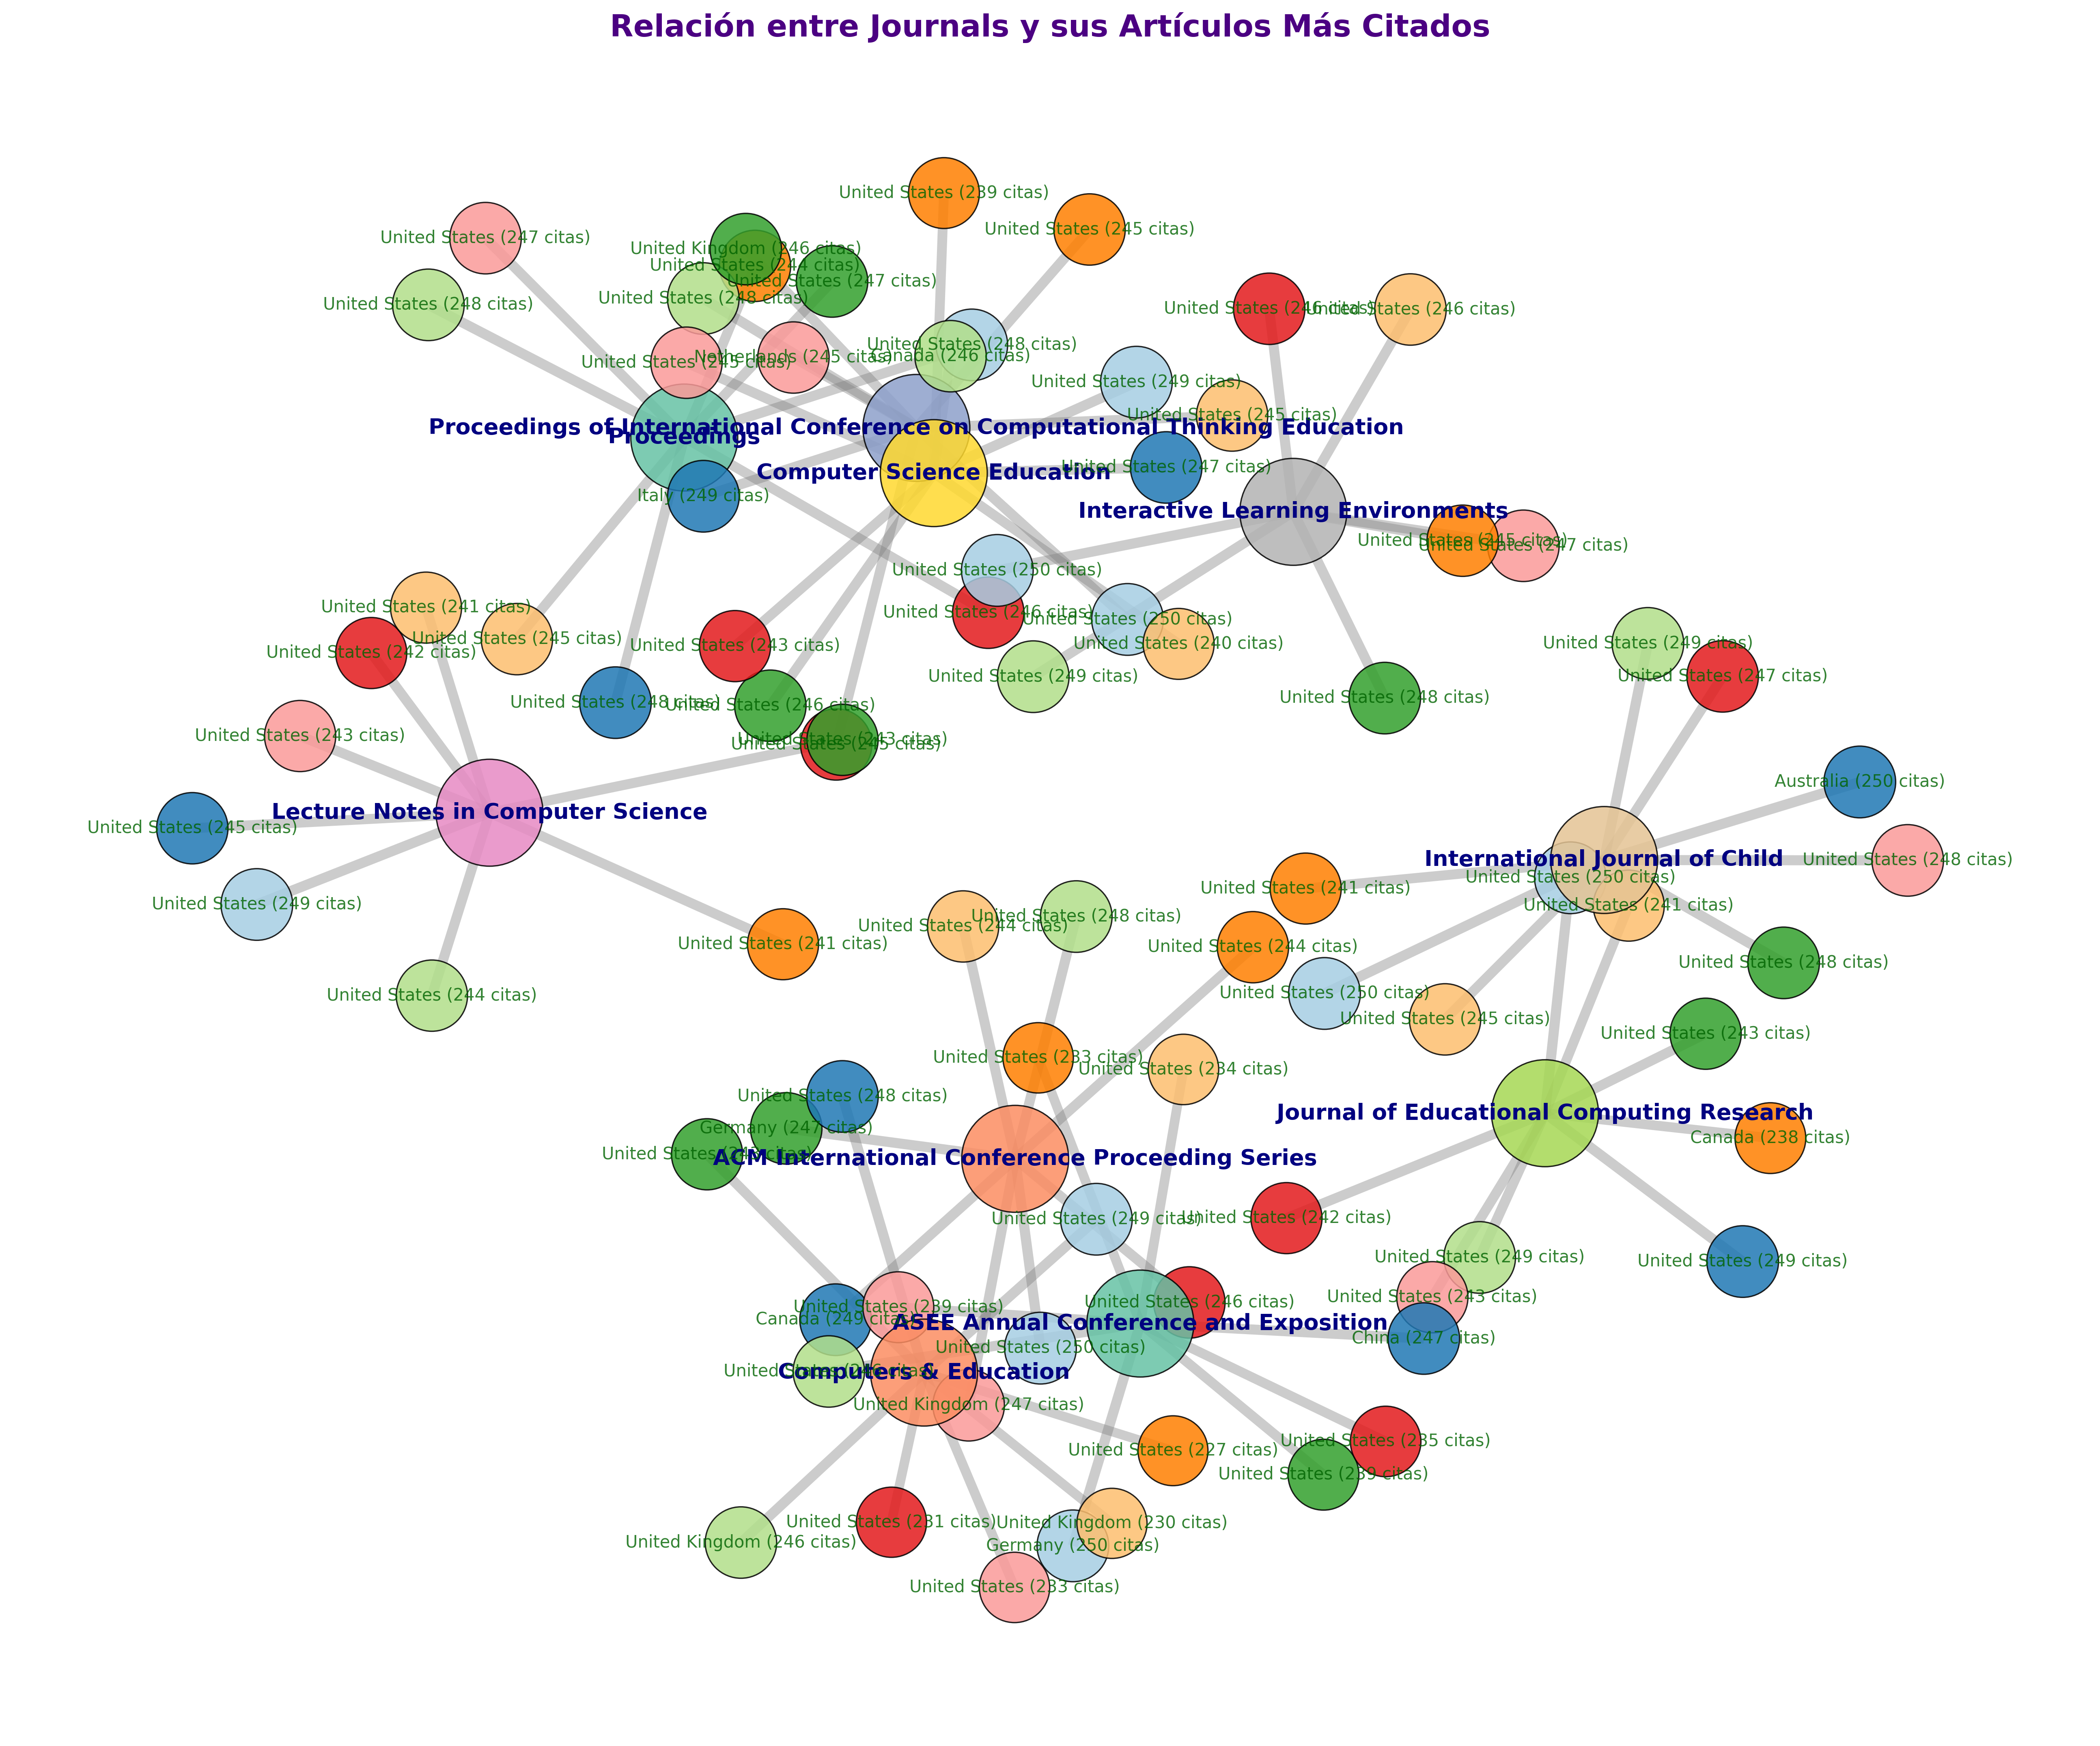 Relación entre Journals y sus Artículos Más Citados
United States (239 citas)
United States (245 citas)
United States (247 citas)
United Kingdom (246 citas)
United States (244 citas)
United States (247 citas)
United States (248 citas)
United States (248 citas)
United States (246 citas)
United States (246 citas)
United States (248 citas)
Canada (246 citas)
Netherlands (245 citas)
United States (245 citas)
United States (249 citas)
United States (245 citas)
Proceedings of International Conference on Computational Thinking Education
Proceedings
United States (247 citas)
Computer Science Education
Italy (249 citas)
Interactive Learning Environments
United States (245 citas)
United States (247 citas)
United States (250 citas)
United States (241 citas)
United States (246 citas)
United States (250 citas)
United States (245 citas)
United States (243 citas)
United States (240 citas)
United States (249 citas)
United States (242 citas)
United States (249 citas)
United States (247 citas)
United States (248 citas)
United States (248 citas)
United States (246 citas)
United States (243 citas)
United States (243 citas)
United States (245 citas)
Australia (250 citas)
Lecture Notes in Computer Science
United States (245 citas)
International Journal of Child
United States (248 citas)
United States (250 citas)
United States (241 citas)
United States (249 citas)
United States (241 citas)
United States (248 citas)
United States (244 citas)
United States (241 citas)
United States (244 citas)
United States (248 citas)
United States (250 citas)
United States (244 citas)
United States (245 citas)
United States (243 citas)
United States (233 citas)
United States (234 citas)
United States (248 citas)
Journal of Educational Computing Research
Germany (247 citas)
Canada (238 citas)
United States ( citas)
ACM International Conference Proceeding Series
United States (249 citas)
United States (242 citas)
United States (249 citas)
United States (249 citas)
United States (243 citas)
United States (246 citas)
United States (239 citas)
Canada (249 citas)
ASEE Annual Conference and Exposition
China (247 citas)
United States (250 citas)
United States (246 citas)
Computers & Education
United Kingdom (247 citas)
United States (235 citas)
United States (227 citas)
United States (239 citas)
United States (231 citas)
United Kingdom (230 citas)
United Kingdom (246 citas)
Germany (250 citas)
United States (233 citas)